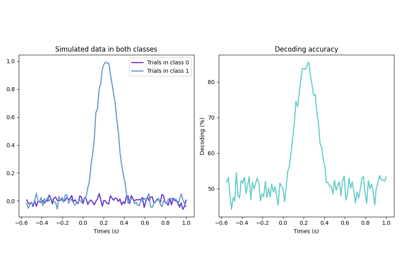 Simulated data in both classes
Trials in class 0
Trials in class 1
1.0
0.8
0.6
0.4
0.2
0.0
−0.6 −0.4 −0.2 0.0 0.2 0.4 0.6 0.8 1.0
Times (s)
Decoding accuracy
Decoding (%)
80
70
60
50
−0.6 −0.4 −0.2 0.0 0.2 0.4 0.6 0.8 1.0
Times (s)